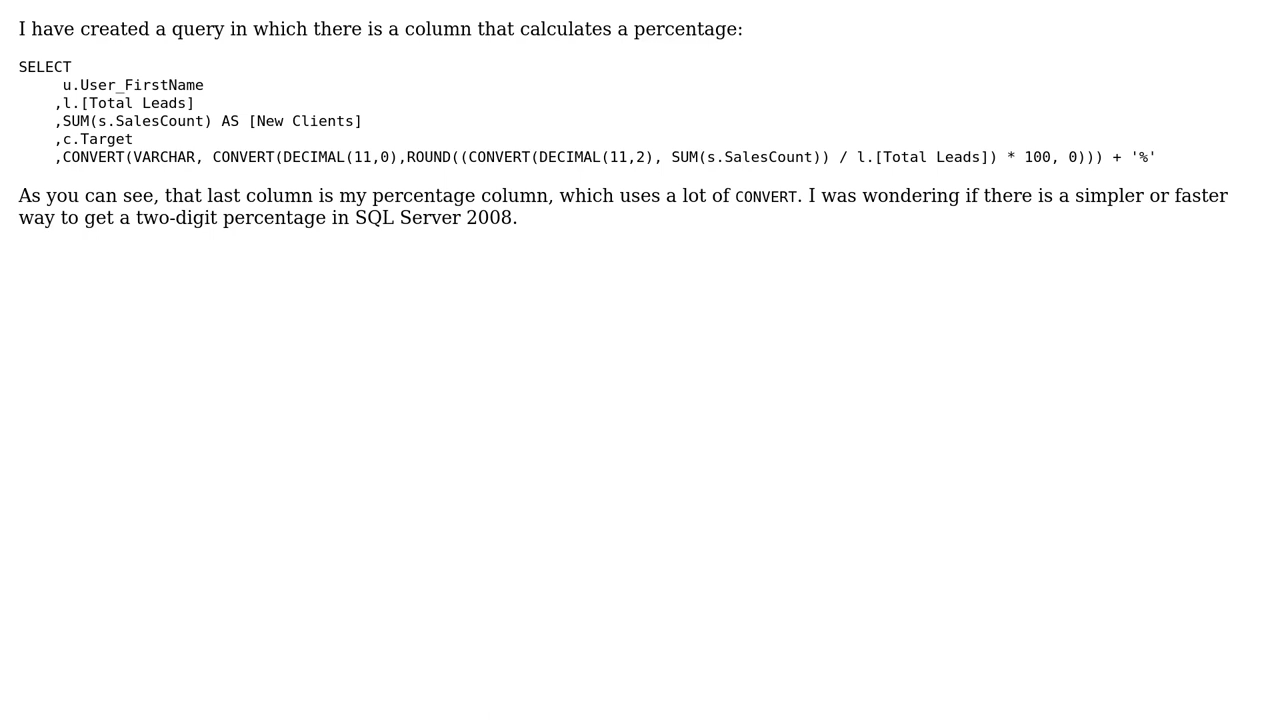 I have created a query in which there is a column that calculates a percentage:
SELECT
     u.User_FirstName
    ,l.[Total Leads]
    ,SUM(s.SalesCount) AS [New Clients]
    ,c.Target
    ,CONVERT(VARCHAR, CONVERT(DECIMAL(11,0),ROUND((CONVERT(DECIMAL(11,2), SUM(s.SalesCount)) / l.[Total Leads]) * 100, 0))) + '%'
As you can see, that last column is my percentage column, which uses a lot of CONVERT. I was wondering if there is a simpler or faster
way to get a two-digit percentage in SQL Server 2008.